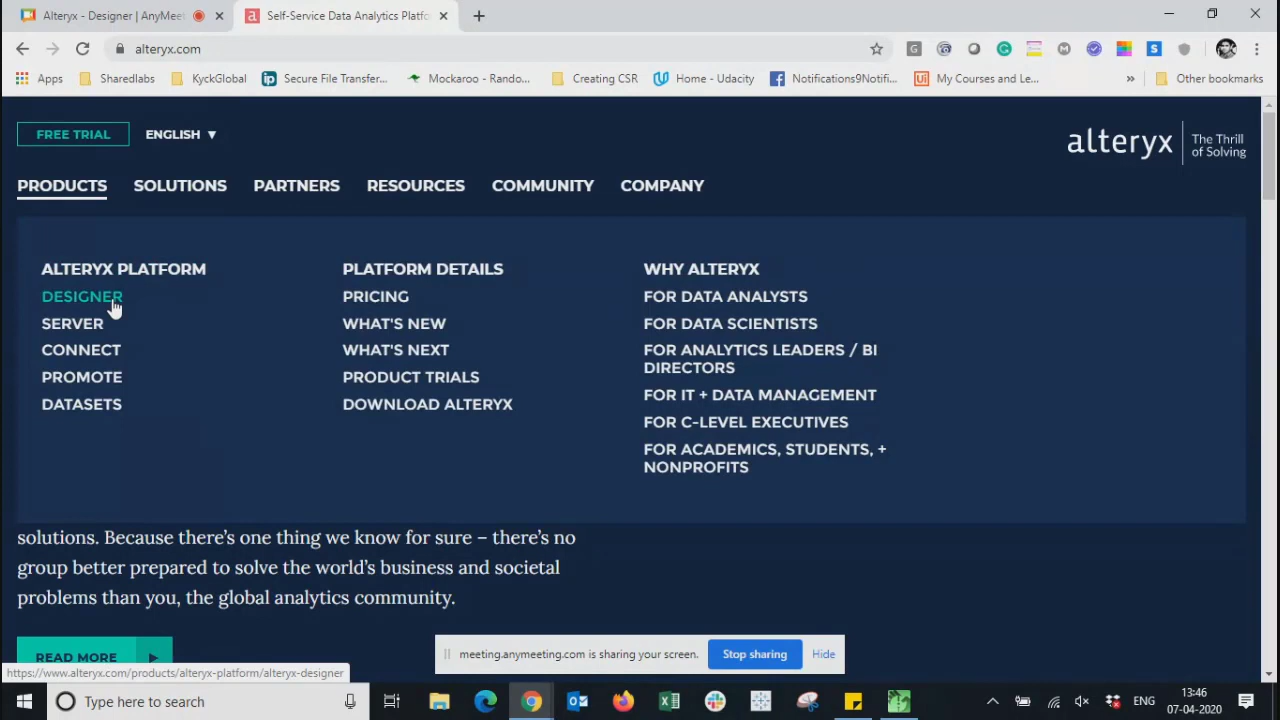 Alteryx - Designer | AnyMeet
Self-Service Data Analytics Platfo
alteryx.com
Apps
Sharedlabs
KyckGlobal
Secure File Transfer...
Mockaroo - Rando...
Creating CSR
Home - Udacity
Notifications9Notifi...
My Courses and Le...
»
Other bookmarks
FREE TRIAL
ENGLISH ▼
alteryx
The Thrill
of Solving
PRODUCTS
SOLUTIONS
PARTNERS
RESOURCES
COMMUNITY
COMPANY
ALTERYX PLATFORM
DESIGNER
SERVER
CONNECT
PROMOTE
DATASETS
PLATFORM DETAILS
PRICING
WHAT'S NEW
WHAT'S NEXT
PRODUCT TRIALS
DOWNLOAD ALTERYX
WHY ALTERYX
FOR DATA ANALYSTS
FOR DATA SCIENTISTS
FOR ANALYTICS LEADERS / BI
DIRECTORS
FOR IT + DATA MANAGEMENT
FOR C-LEVEL EXECUTIVES
FOR ACADEMICS, STUDENTS, +
NONPROFITS
solutions. Because there's one thing we know for sure – there's no
group better prepared to solve the world's business and societal
problems than you, the global analytics community.
READ MORE
meeting.anymeeting.com is sharing your screen.
Stop sharing
Hide
https://www.alteryx.com/products/alteryx-platform/alteryx-designer
Type here to search
ENG
13:46
07-04-2020